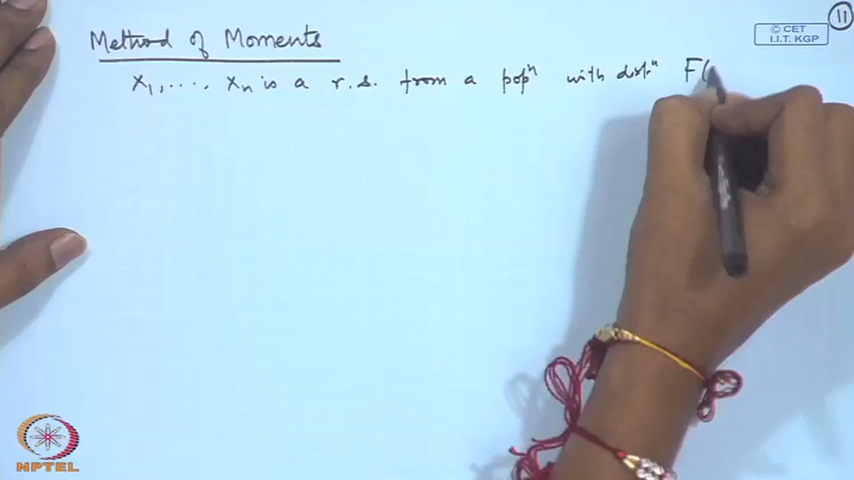 11
© CET
I.I.T. KGP
Method of Moments
X1, .... Xn is a r.s. from a popn with distn F(
NPTEL